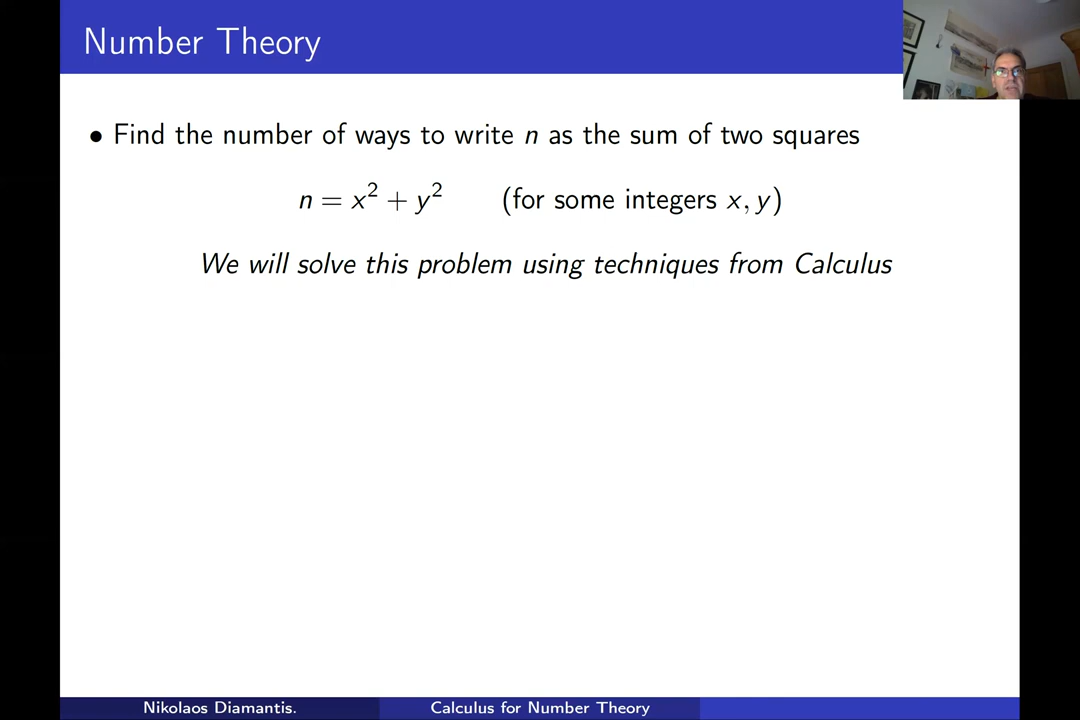 Number Theory
• Find the number of ways to write n as the sum of two squares
n = x² + y² (for some integers x, y)
We will solve this problem using techniques from Calculus
Nikolaos Diamantis. Calculus for Number Theory